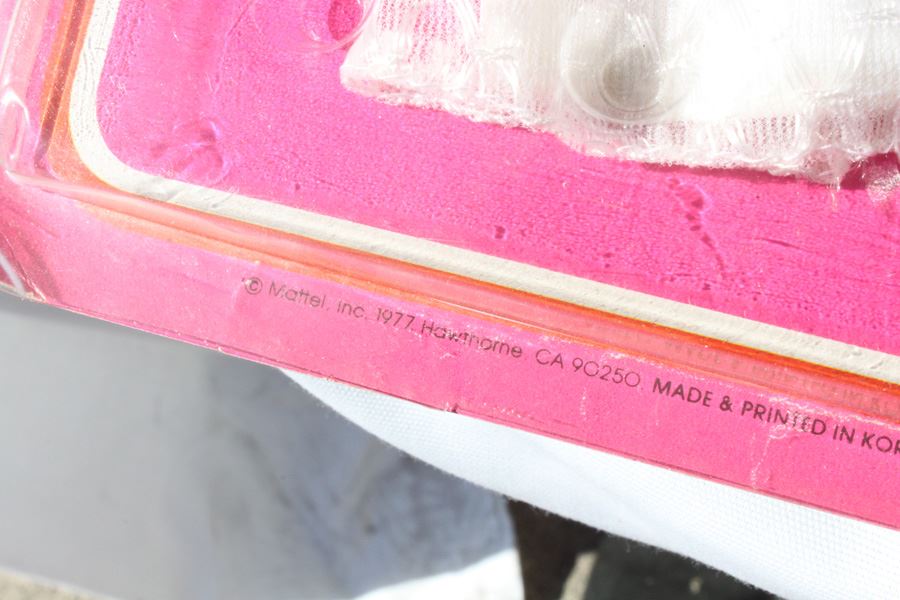 © Mattel, Inc. 1977. Hawthorne CA 90250. MADE & PRINTED IN KOR